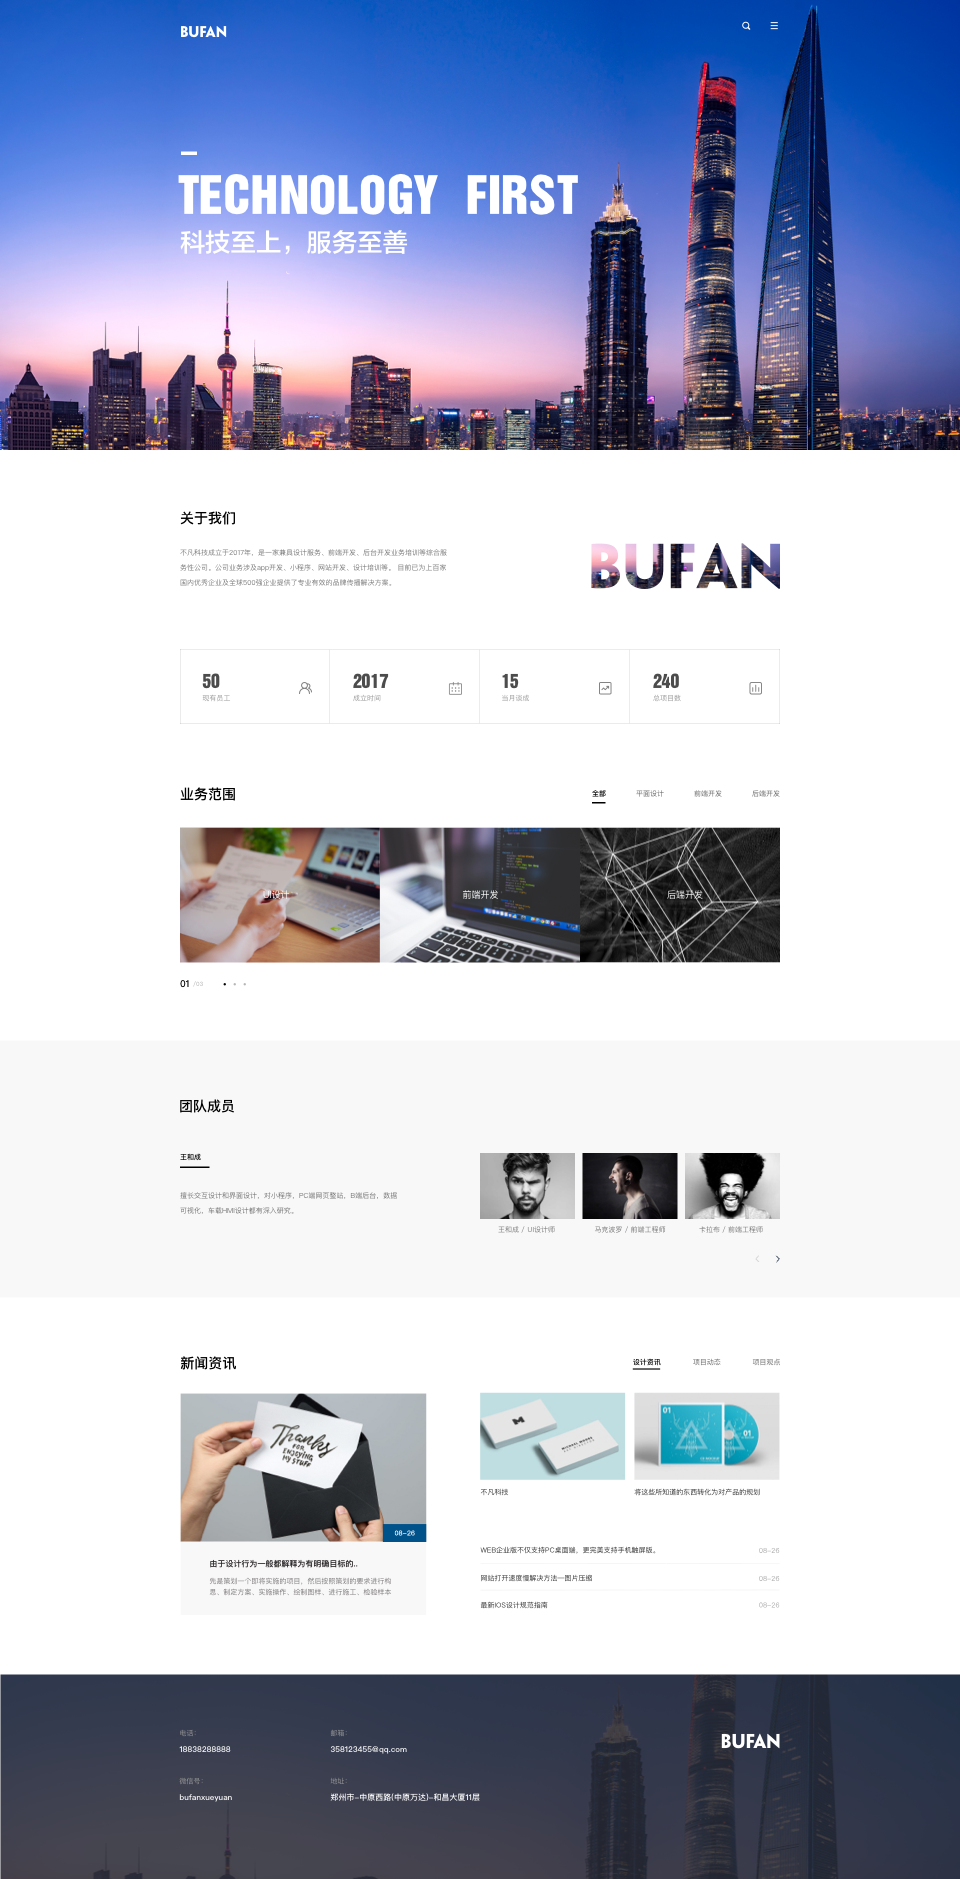 BUFAN
TECHNOLOGY FIRST
科技至上，服务至善
关于我们
不凡科技成立于2017年，是一家兼具设计服务、前端开发、后台开发业务培训等综合服
务性公司。公司业务涉及app开发、小程序、网站开发、设计培训等。 目前已为上百家
国内优秀企业及全球500强企业提供了专业有效的品牌传播解决方案。
BUFAN
50
现有员工
2017
成立时间
15
当月谈成
240
总项目数
业务范围
全部 平面设计 前端开发 后端开发
UI设计
前端开发
后端开发
01 /03
团队成员
王和成
擅长交互设计和界面设计，对小程序、PC端网页整站，B端后台，数据
可视化，车载HMI设计都有深入研究。
王和成 / UI设计师
马克波罗 / 前端工程师
卡拉布 / 前端工程师
新闻资讯
设计资讯 项目动态 项目观点
Thanks
FOR
ENJOYING
MY STUFF
08-26
由于设计行为一般都解释为有明确目标的..
先是策划一个即将实施的项目，然后按照策划的要求进行构
思、制定方案、实施操作、绘制图样、进行施工、检验样本
MICHAEL MOORE
01
01
不凡科技
将这些所知道的东西转化为对产品的规划
WEB企业版不仅支持PC桌面端，更完美支持手机触屏版。 08-26
网站打开速度慢解决方法—图片压缩 08-26
最新IOS设计规范指南 08-26
电话：
18838288888
邮箱：
358123455@qq.com
BUFAN
微信号：
bufanxueyuan
地址：
郑州市-中原西路(中原万达)-和昌大厦11层